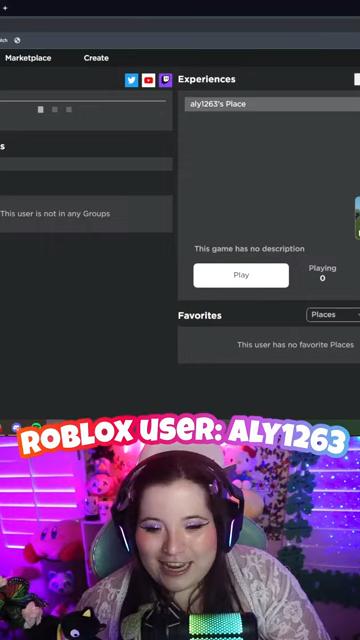 tch
Marketplace Create
Experiences
aly1263's Place
s
This user is not in any Groups
This game has no description
Play
Playing
0
Favorites
Places
This user has no favorite Places
ROBLOX USER: ALY1263